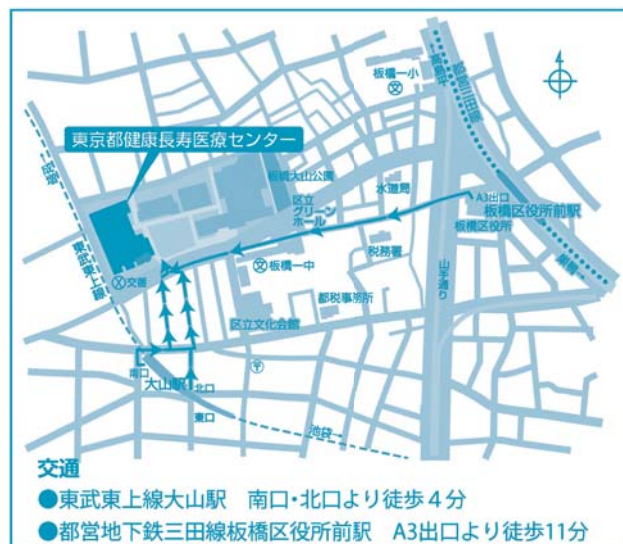 板橋一小
文
←高島平
都営三田線
東京都健康長寿医療センター
←成増
板橋大山公園
水道局
A3出口
区立
グリーン
ホール
板橋区役所前駅
板橋区役所
東武東上線
税務署
文 板橋一中
巣鴨→
X 交番
山手通り
都税事務所
区立文化会館
〒
南口
大山駅 北口
東口
池袋→
交通
●東武東上線大山駅　南口・北口より徒歩４分
●都営地下鉄三田線板橋区役所前駅　A3出口より徒歩11分